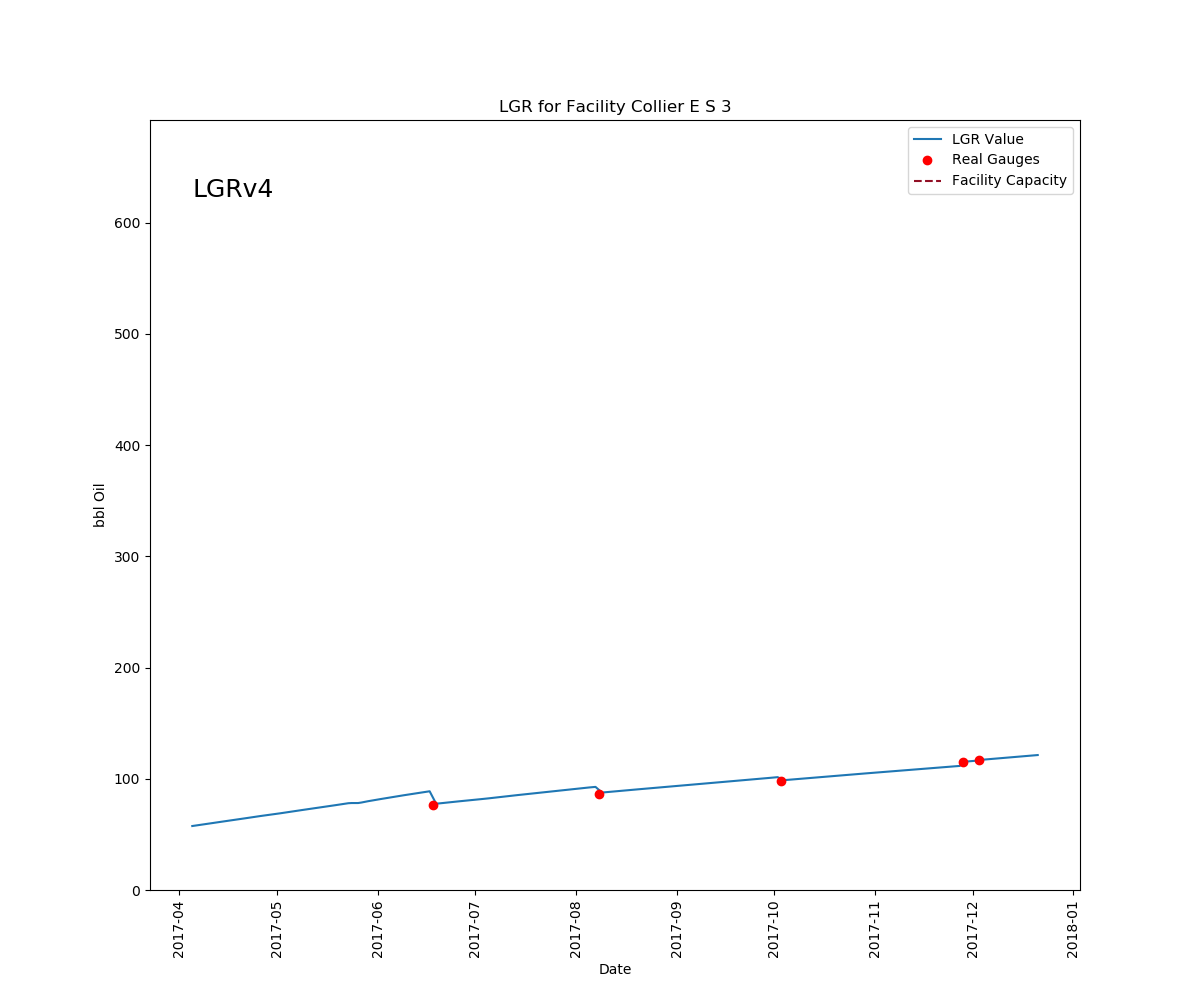 LGR for Facility Collier E S 3
LGRv4
LGR Value
Real Gauges
Facility Capacity
600
500
400
300
200
100
0
bbl Oil
2017-04
2017-05
2017-06
2017-07
2017-08
2017-09
2017-10
2017-11
2017-12
2018-01
Date